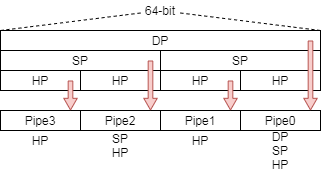 64-bit
DP
SP SP
HP HP HP HP
Pipe3 Pipe2 Pipe1 Pipe0
HP SP HP DP
HP SP
HP